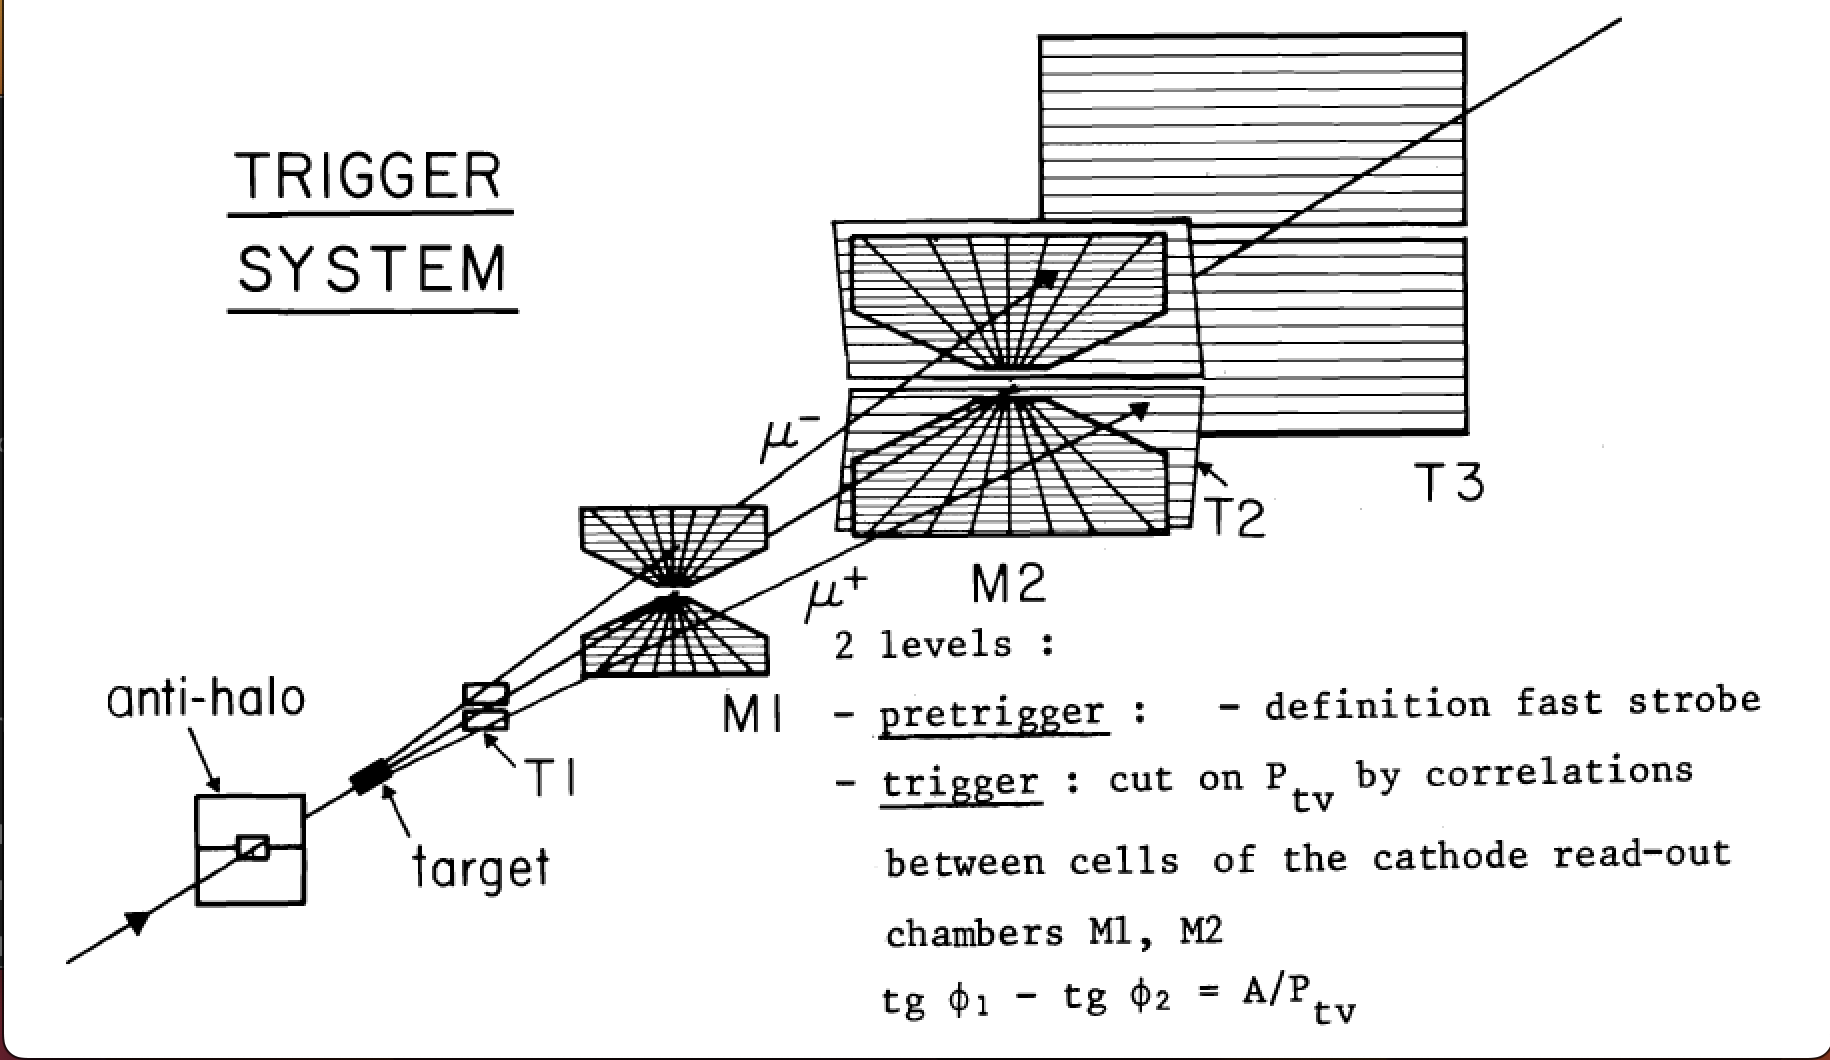 TRIGGER
SYSTEM
μ⁻
T3
T2
μ⁺
M2
2 levels :
anti-halo
M1
- pretrigger : - definition fast strobe
T1
- trigger : cut on P_tv by correlations
target
between cells of the cathode read-out
chambers M1, M2
tg ϕ₁ - tg ϕ₂ = A/P_tv